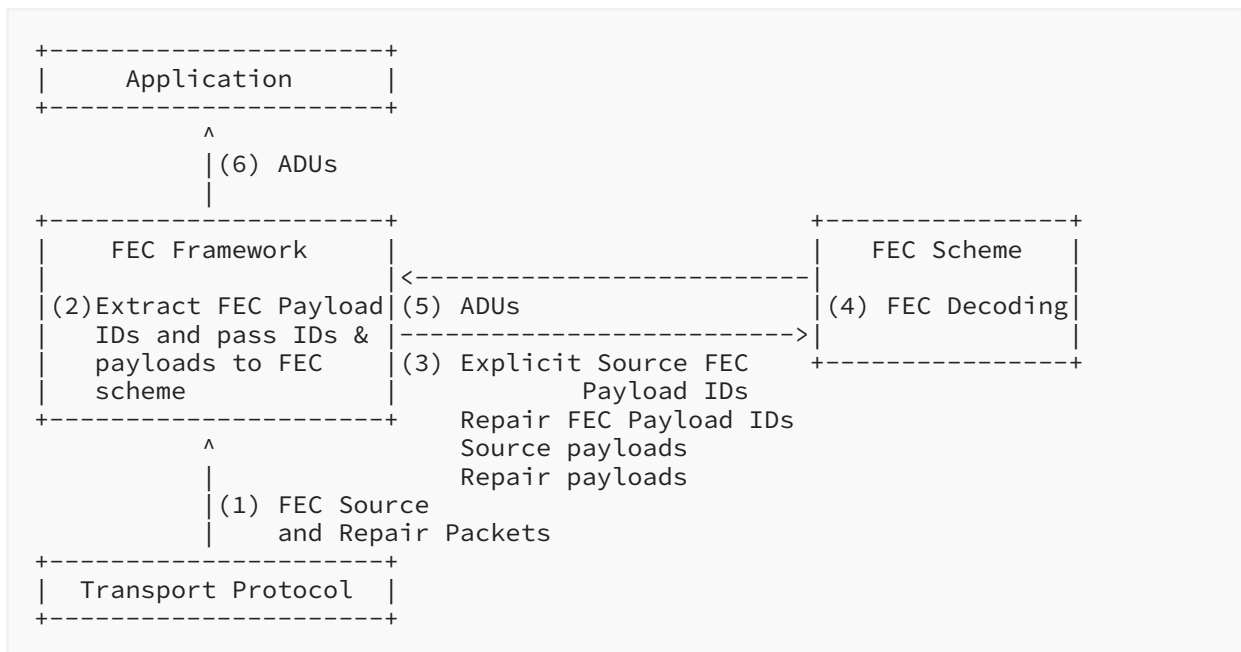 +----------------------+
|     Application      |
+----------------------+
           ^
           |(6) ADUs
           |
+----------------------+                           +----------------+
|    FEC Framework     |                           |   FEC Scheme   |
|                      |<--------------------------|                |
|(2)Extract FEC Payload|(5) ADUs                   |(4) FEC Decoding|
|   IDs and pass IDs & |-------------------------->|                |
|   payloads to FEC    |(3) Explicit Source FEC    +----------------+
|   scheme             |            Payload IDs
+----------------------+    Repair FEC Payload IDs
           ^                Source payloads
           |                Repair payloads
           |(1) FEC Source
           |    and Repair Packets
+----------------------+
|  Transport Protocol  |
+----------------------+